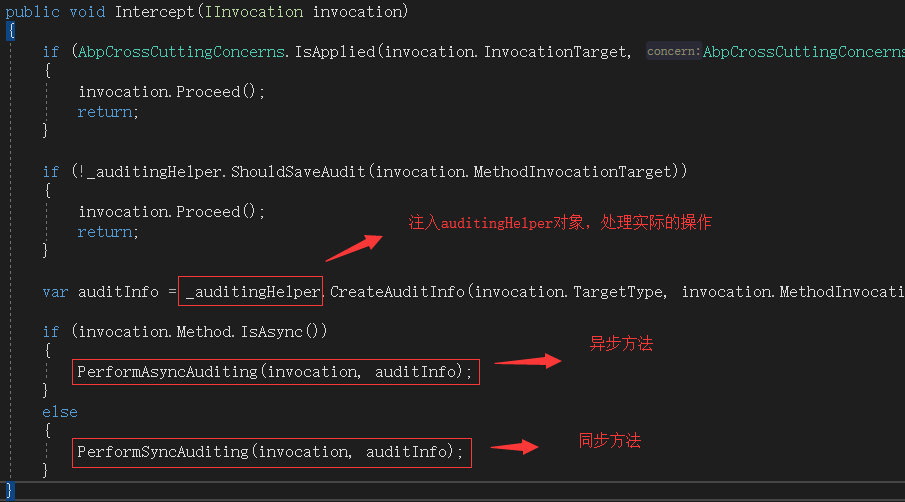 public void Intercept(IInvocation invocation)
{
if (AbpCrossCuttingConcerns.IsApplied(invocation.InvocationTarget, concern:AbpCrossCuttingConcerns
{
invocation.Proceed();
return;
}
if (!_auditingHelper.ShouldSaveAudit(invocation.MethodInvocationTarget))
{
invocation.Proceed();
return;
}
注入auditingHelper对象，处理实际的操作
var auditInfo = _auditingHelper.CreateAuditInfo(invocation.TargetType, invocation.MethodInvocati
if (invocation.Method.IsAsync())
{
异步方法
PerformAsyncAuditing(invocation, auditInfo);
}
else
{
同步方法
PerformSyncAuditing(invocation, auditInfo);
}
}